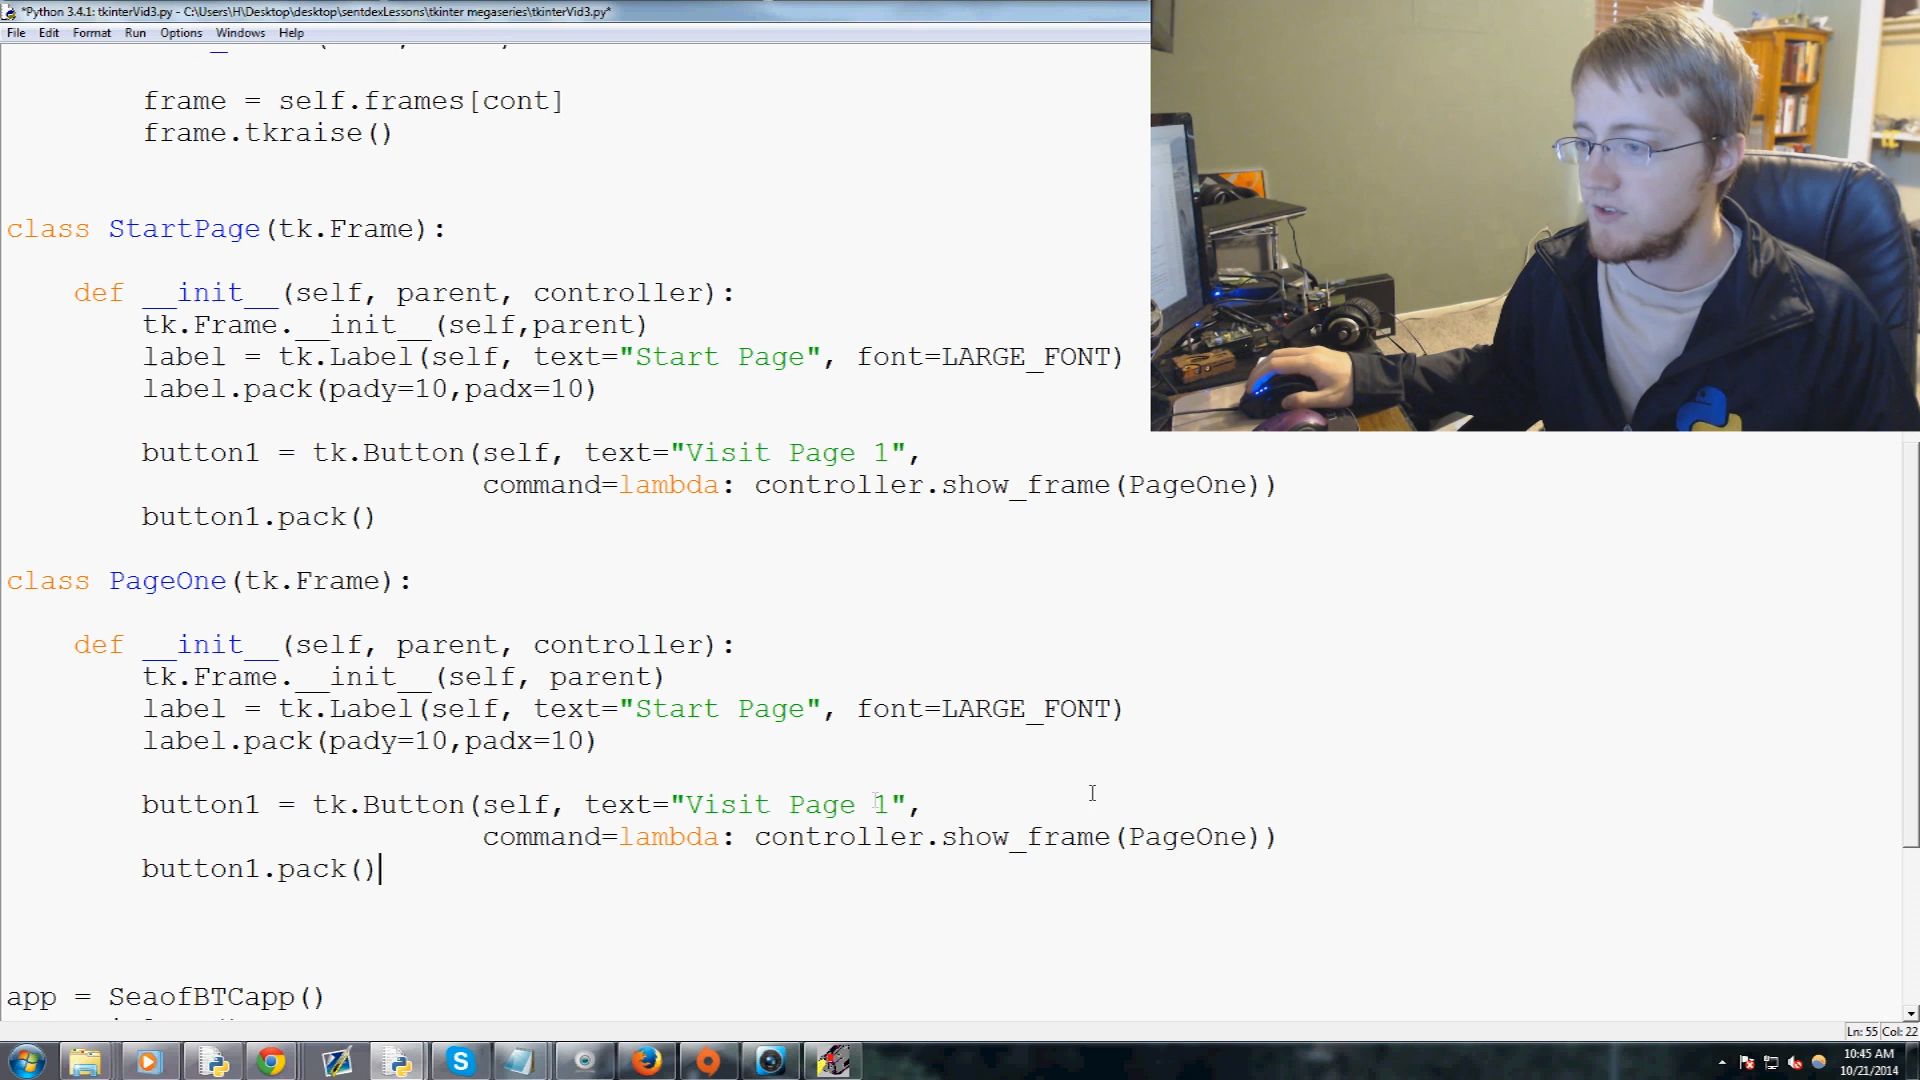 *Python 3.4.1: tkinterVid3.py - C:\Users\H\Desktop\desktop\sentdexLessons\tkinter megaseries\tkinterVid3.py*
File Edit Format Run Options Windows Help
frame = self.frames[cont]
frame.tkraise()
class StartPage(tk.Frame):
def __init__(self, parent, controller):
tk.Frame.__init__(self,parent)
label = tk.Label(self, text="Start Page", font=LARGE_FONT)
label.pack(pady=10,padx=10)
button1 = tk.Button(self, text="Visit Page 1",
command=lambda: controller.show_frame(PageOne))
button1.pack()
class PageOne(tk.Frame):
def __init__(self, parent, controller):
tk.Frame.__init__(self, parent)
label = tk.Label(self, text="Start Page", font=LARGE_FONT)
label.pack(pady=10,padx=10)
button1 = tk.Button(self, text="Visit Page 1",
command=lambda: controller.show_frame(PageOne))
button1.pack()
app = SeaofBTCapp()
Ln: 55 Col: 22
10:45 AM
10/21/2014